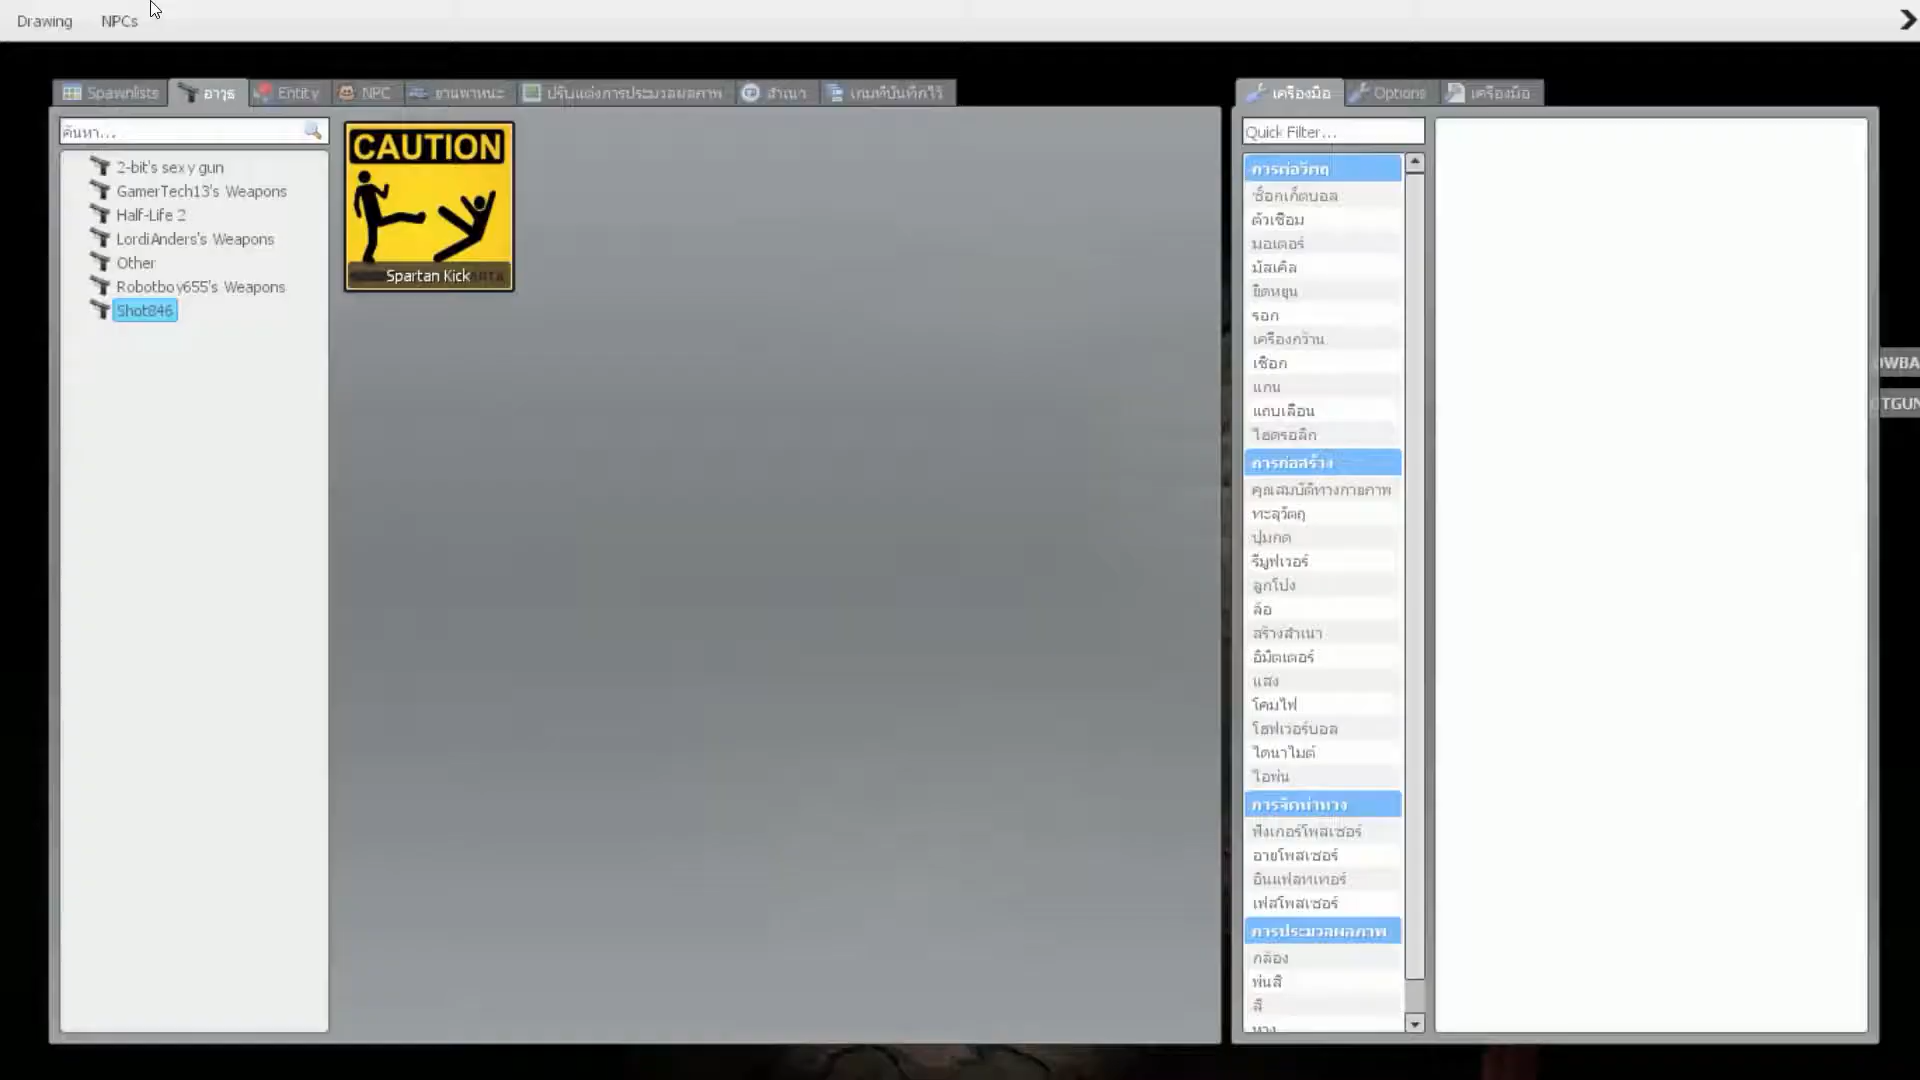 Drawing NPCs
Spawnlists อาวุธ Entity NPC ยานพาหนะ ปรับแต่งการประมวลผลภาพ สำเนา เกมที่บันทึกไว้
ค้นหา...
2-bit's sexy gun
GamerTech13's Weapons
Half-Life 2
LordiAnders's Weapons
Other
Robotboy655's Weapons
Shot846
CAUTION
Spartan Kick
เครื่องมือ Options เครื่องมือ
Quick Filter...
การต่อวัตถุ
ซ็อกเก็ตบอล
ตัวเชื่อม
มอเตอร์
มัสเคิล
ยืดหยุ่น
รอก
เครื่องกว้าน
เชือก
แกน
แถบเลื่อน
ไฮดรอลิก
การก่อสร้าง
คุณสมบัติทางกายภาพ
ทะลุวัตถุ
ปุ่มกด
รีมูฟเวอร์
ลูกโป่ง
ล้อ
สร้างสำเนา
อีมิตเตอร์
แสง
โคมไฟ
โฮฟเวอร์บอล
ไดนาไมต์
ไอพ่น
การจัดท่าทาง
ฟิงเกอร์โพสเซอร์
อายโพสเซอร์
อินแฟลทเทอร์
เฟสโพสเซอร์
การประมวลผลภาพ
กล้อง
พ่นสี
สี
OWBA
TGUN